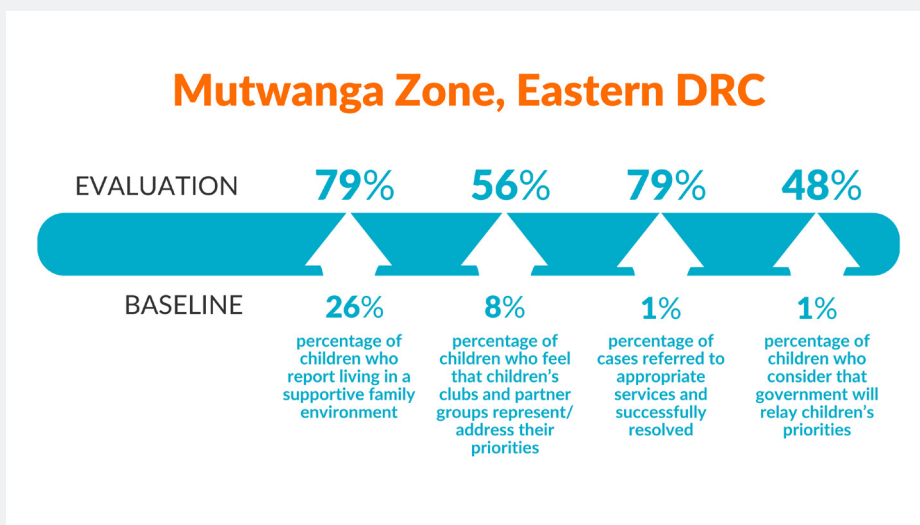 Mutwanga Zone, Eastern DRC
EVALUATION 79% 56% 79% 48%
BASELINE 26% 8% 1% 1%
percentage of
children who
report living in a
supportive family
environment
percentage of
children who feel
that children's
clubs and partner
groups represent/
address their
priorities
percentage of
cases referred to
appropriate
services and
successfully
resolved
percentage of
children who
consider that
government will
relay children's
priorities